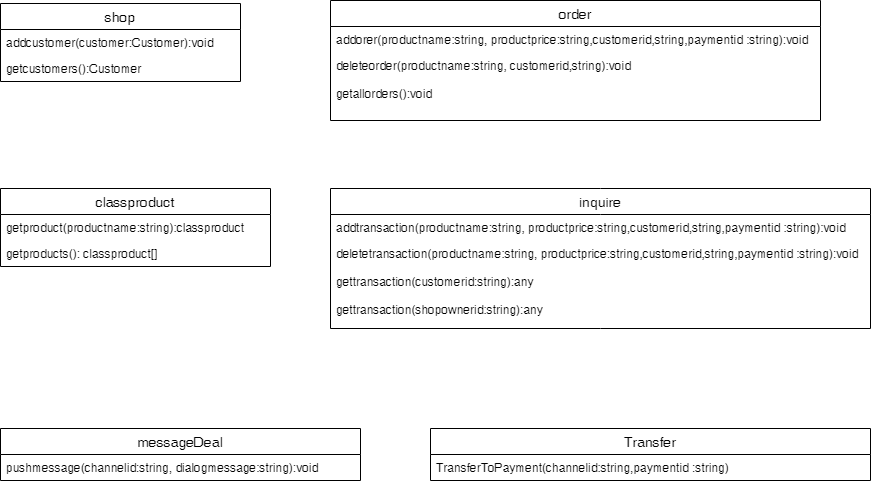 shop
addcustomer(customer:Customer):void
getcustomers():Customer
order
addorer(productname:string, productprice:string,customerid,string,paymentid :string):void
deleteorder(productname:string, customerid,string):void
getallorders():void
classproduct
getproduct(productname:string):classproduct
getproducts(): classproduct[]
inquire
addtransaction(productname:string, productprice:string,customerid,string,paymentid :string):void
deletetransaction(productname:string, productprice:string,customerid,string,paymentid :string):void
gettransaction(customerid:string):any
gettransaction(shopownerid:string):any
messageDeal
pushmessage(channelid:string, dialogmessage:string):void
Transfer
TransferToPayment(channelid:string,paymentid :string)